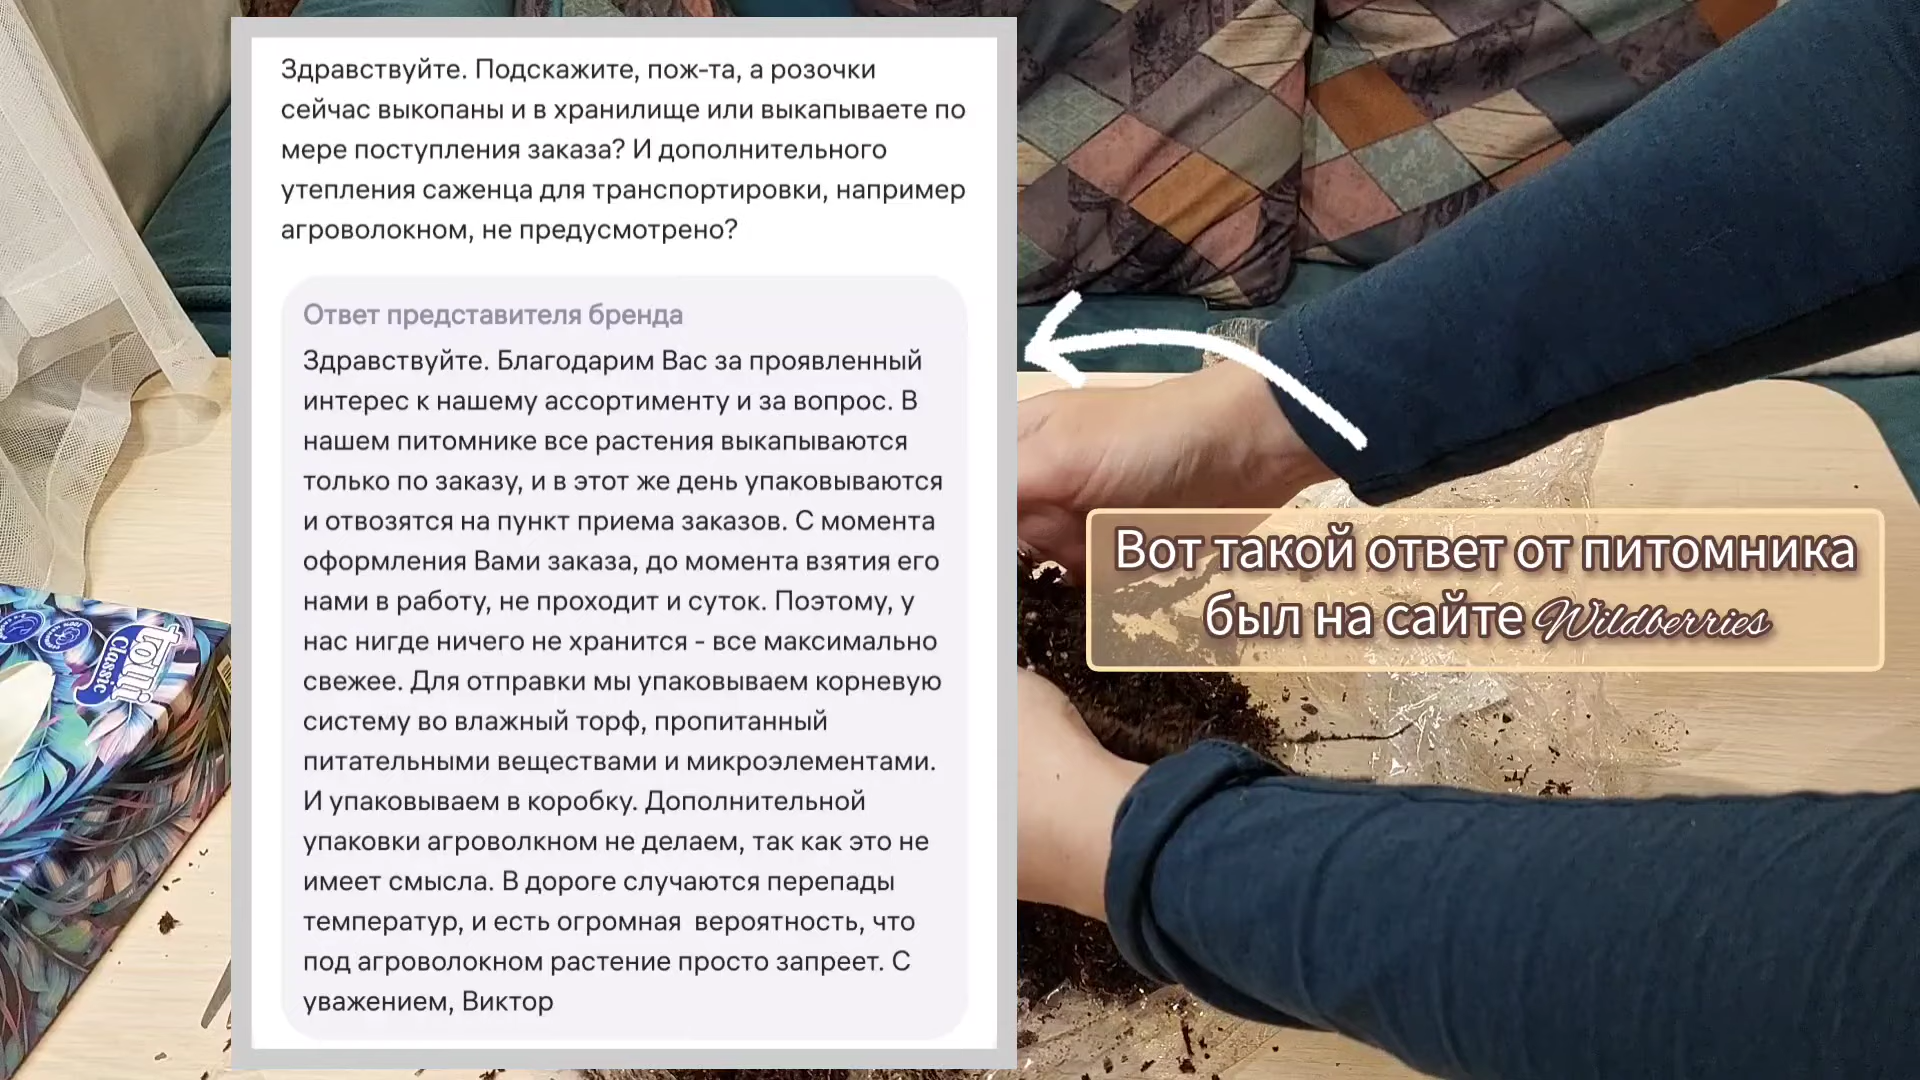 Здравствуйте. Подскажите, пож-та, а розочки
сейчас выкопаны и в хранилище или выкапываете по
мере поступления заказа? И дополнительного
утепления саженца для транспортировки, например
агроволокном, не предусмотрено?
Ответ представителя бренда
Здравствуйте. Благодарим Вас за проявленный
интерес к нашему ассортименту и за вопрос. В
нашем питомнике все растения выкапываются
только по заказу, и в этот же день упаковываются
и отвозятся на пункт приема заказов. С момента
оформления Вами заказа, до момента взятия его
нами в работу, не проходит и суток. Поэтому, у
нас нигде ничего не хранится - все максимально
свежее. Для отправки мы упаковываем корневую
систему во влажный торф, пропитанный
питательными веществами и микроэлементами.
И упаковываем в коробку. Дополнительной
упаковки агроволкном не делаем, так как это не
имеет смысла. В дороге случаются перепады
температур, и есть огромная  вероятность, что
под агроволокном растение просто запреет. С
уважением, Виктор
Вот такой ответ от питомника
был на сайте Wildberries
tolli
Classic